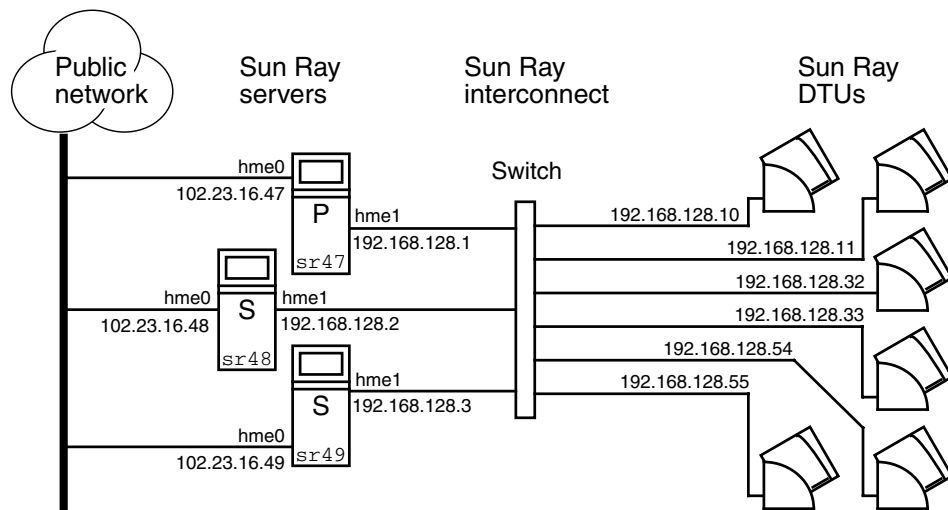 Public
network
Sun Ray
servers
Sun Ray
interconnect
Sun Ray
DTUs
Switch
hme0
102.23.16.47
P
sr47
hme1
192.168.128.1
hme0
102.23.16.48
S
sr48
hme1
192.168.128.2
hme0
102.23.16.49
S
sr49
hme1
192.168.128.3
192.168.128.10
192.168.128.11
192.168.128.32
192.168.128.33
192.168.128.54
192.168.128.55